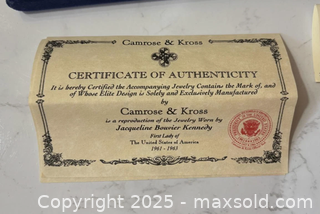 Camrose & Kross
CERTIFICATE OF AUTHENTICITY
It is hereby Certified the Accompanying Jewelry Contains the Mark of, and
of Whose Elite Design is Solely and Exclusively Manufactured
by
Camrose & Kross
is a reproduction of the Jewelry Worn by
Jacqueline Bouvier Kennedy
First Lady of
The United States of America
1961 - 1963
Copyright © 2025 - maxsold.com